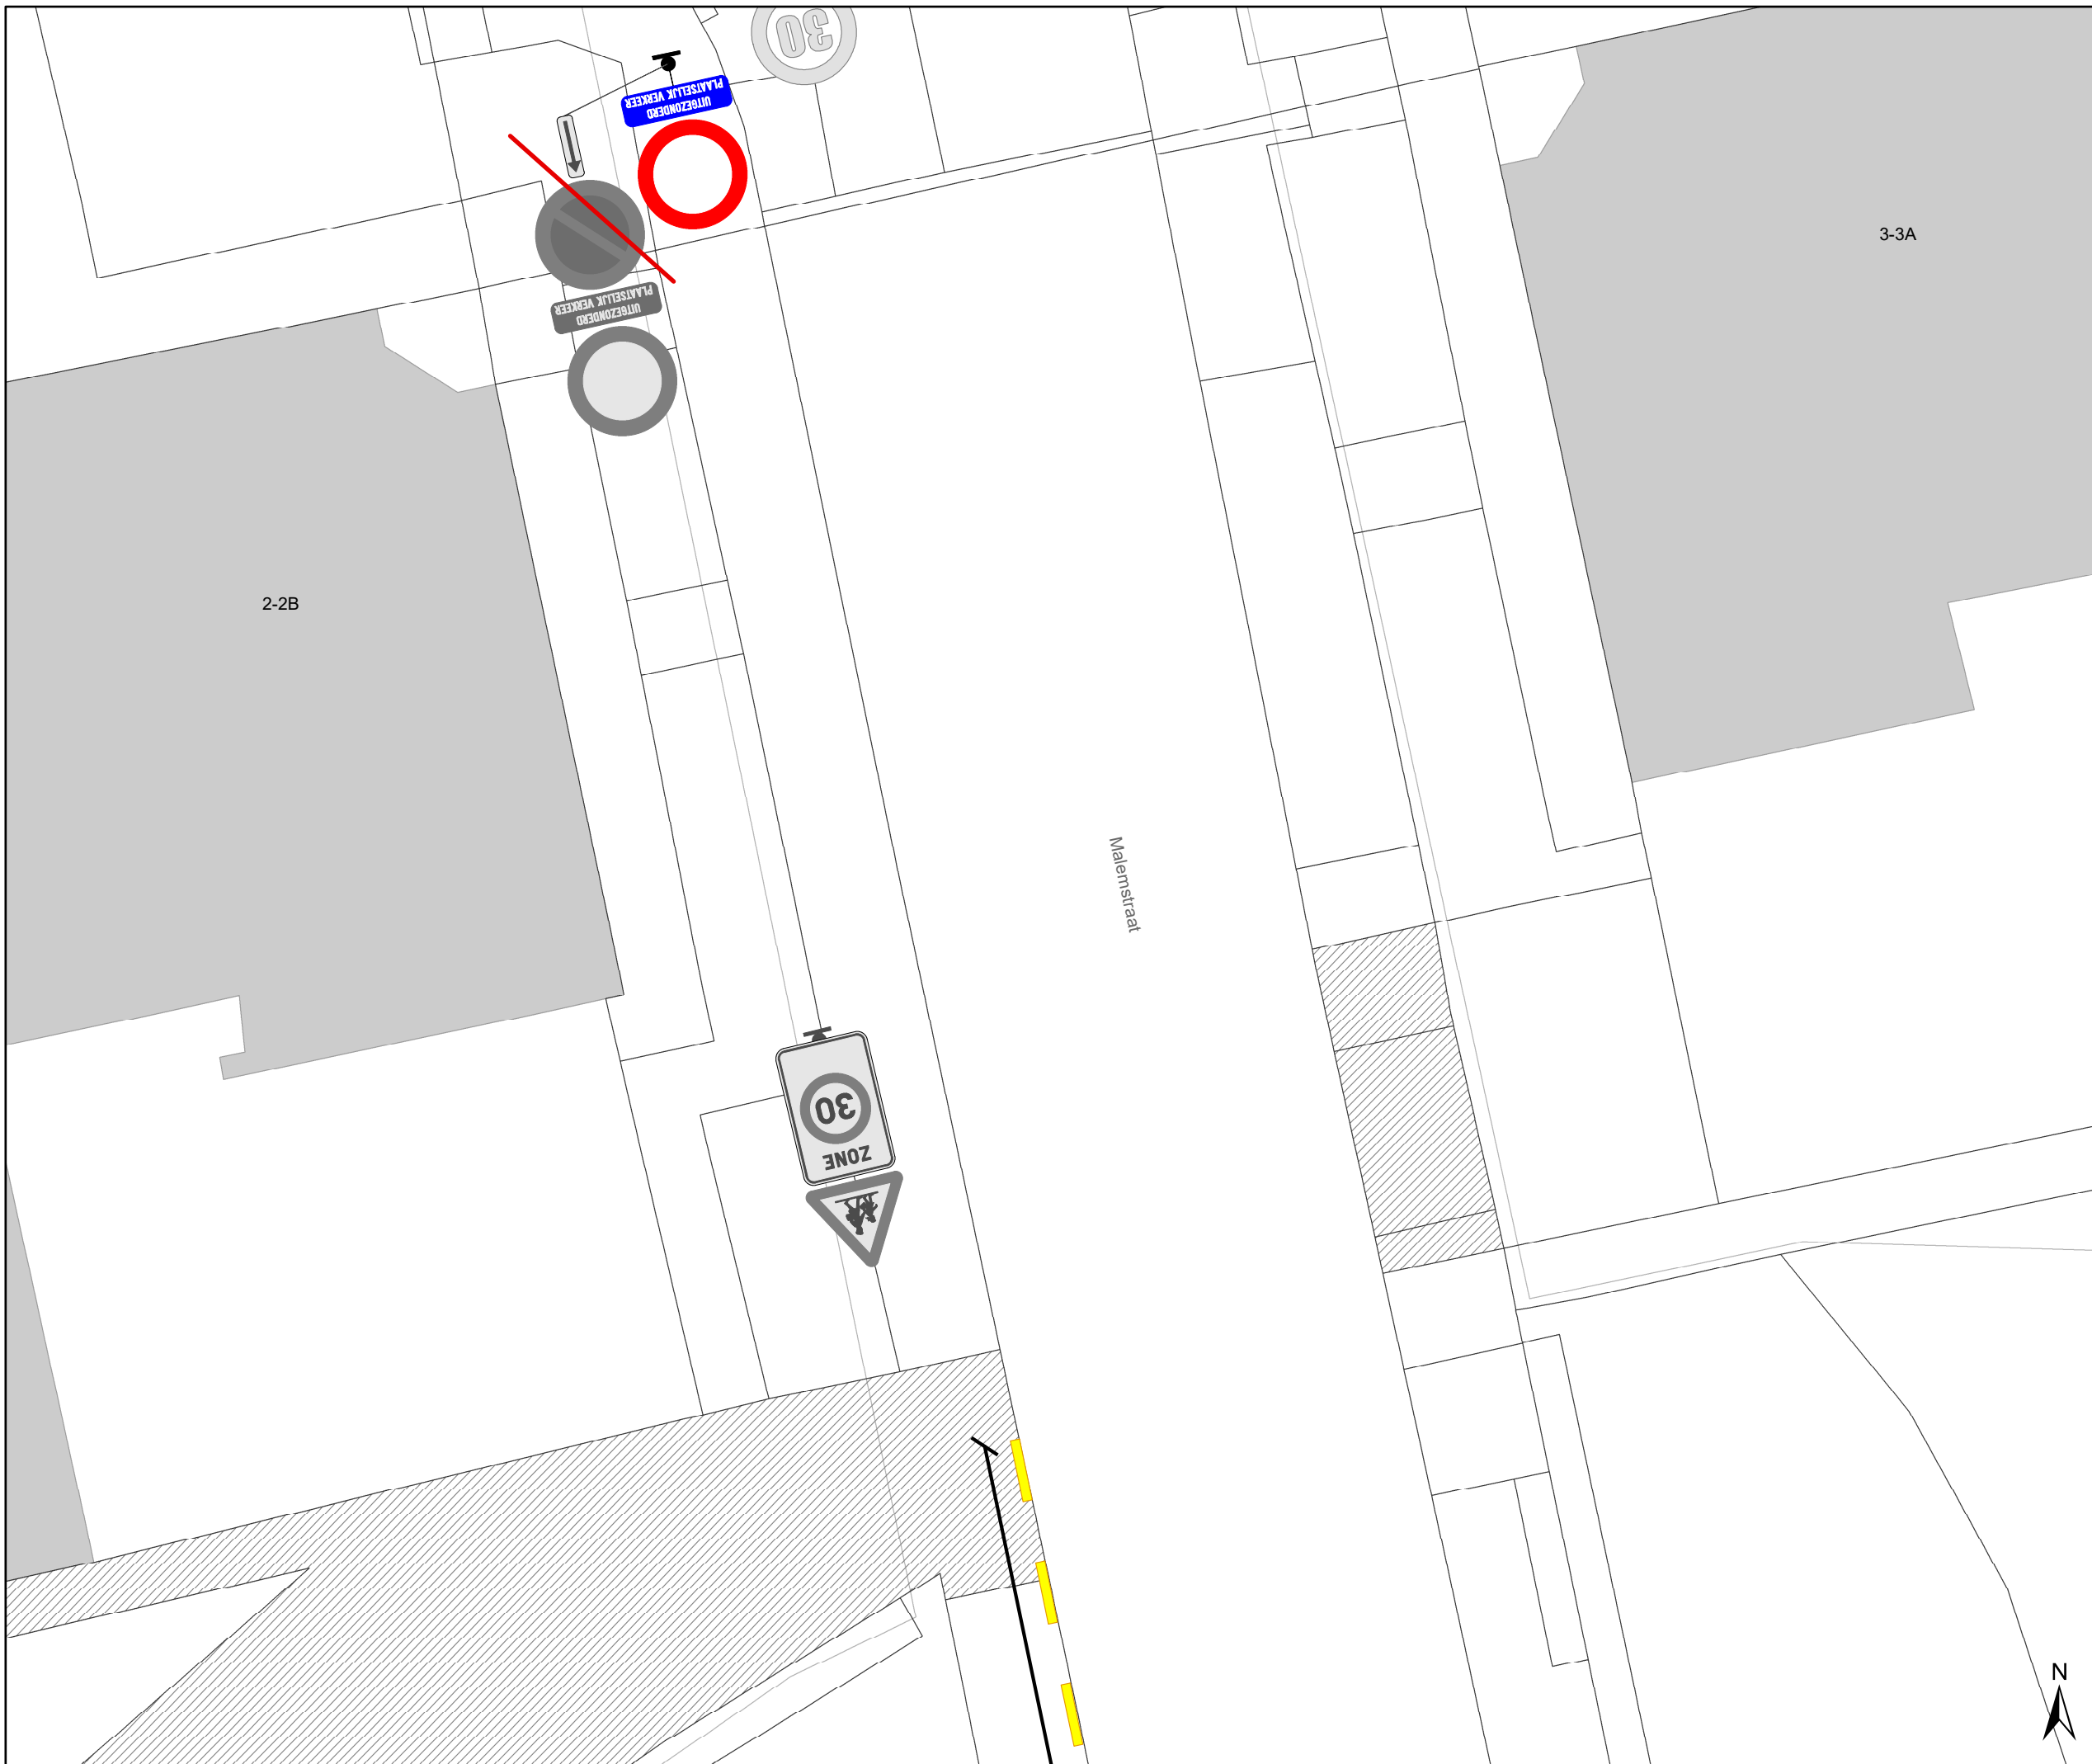 30
UITGEZONDERD
PLAATSELIJK VERKEER
3-3A
UITGEZONDERD
PLAATSELIJK VERKEER
2-2B
Malemstraat
ZONE
30
N